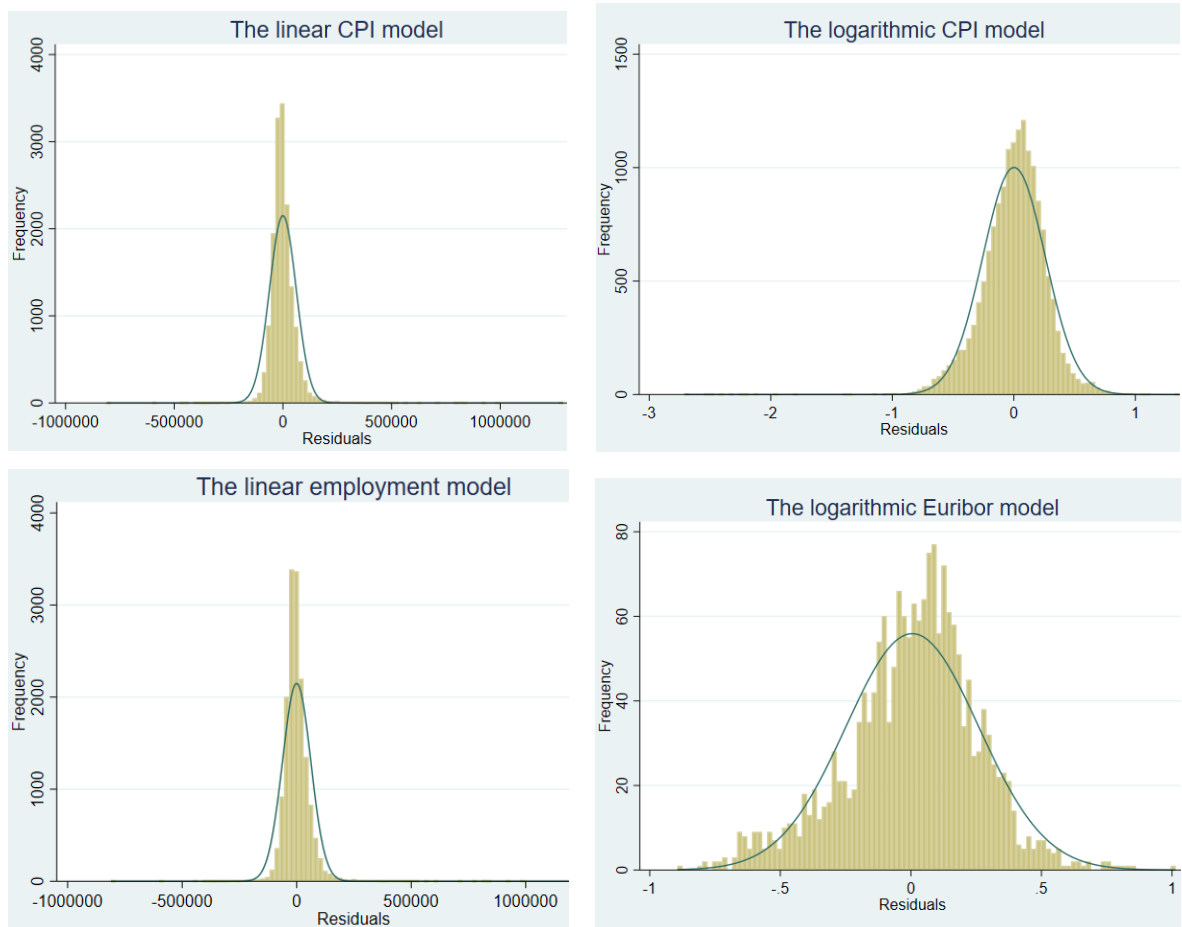 The linear CPI model
Frequency
4000
3000
2000
1000
0
-1000000 -500000 0 500000 1000000
Residuals
The logarithmic CPI model
Frequency
1500
1000
500
0
-3 -2 -1 0 1
Residuals
The linear employment model
Frequency
4000
3000
2000
1000
0
-1000000 -500000 0 500000 1000000
Residuals
The logarithmic Euribor model
Frequency
80
60
40
20
0
-1 -.5 0 .5 1
Residuals